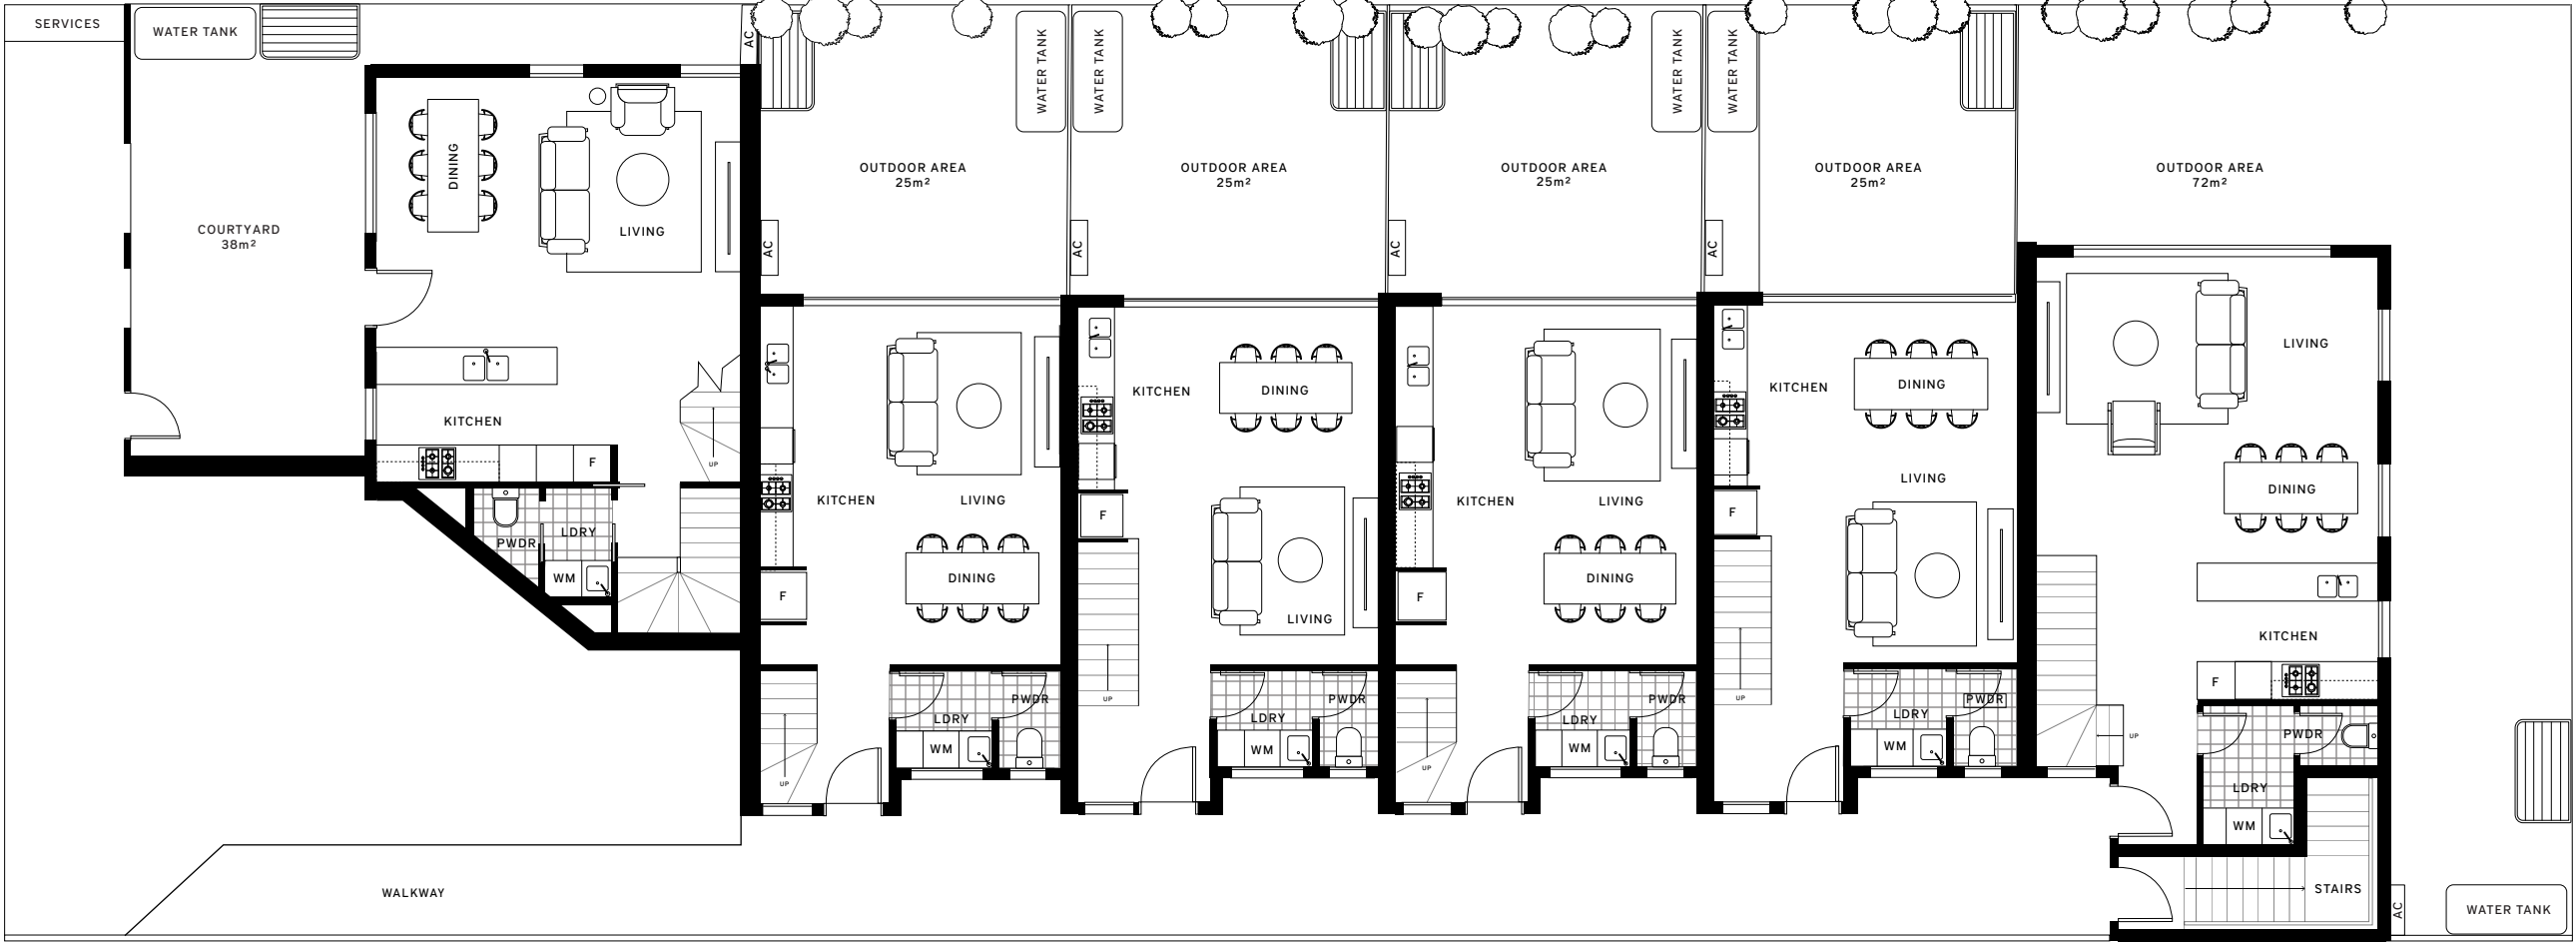 SERVICES
WATER TANK
COURTYARD
38m²
DINING
LIVING
KITCHEN
F
UP
PWDR
LDRY
WM
WALKWAY
AC
WATER TANK
OUTDOOR AREA
25m²
AC
KITCHEN
LIVING
DINING
F
UP
PWDR
LDRY
WM
WATER TANK
OUTDOOR AREA
25m²
AC
KITCHEN
DINING
F
LIVING
UP
PWDR
LDRY
WM
WATER TANK
OUTDOOR AREA
25m²
AC
KITCHEN
LIVING
DINING
F
UP
PWDR
LDRY
WM
WATER TANK
OUTDOOR AREA
25m²
AC
KITCHEN
DINING
LIVING
F
UP
PWDR
LDRY
WM
OUTDOOR AREA
72m²
LIVING
DINING
KITCHEN
F
UP
PWDR
LDRY
WM
STAIRS
AC
WATER TANK